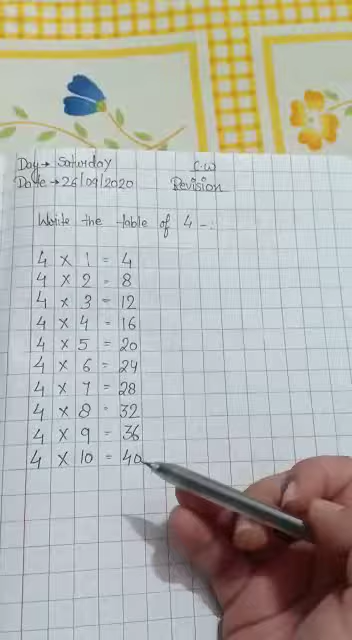 Day→ Saturday C.W
Date→26/09/2020 Revision
Write the table of 4 -:
4 × 1 = 4
4 × 2 = 8
4 × 3 = 12
4 × 4 = 16
4 × 5 = 20
4 × 6 = 24
4 × 7 = 28
4 × 8 = 32
4 × 9 = 36
4 × 10 = 40